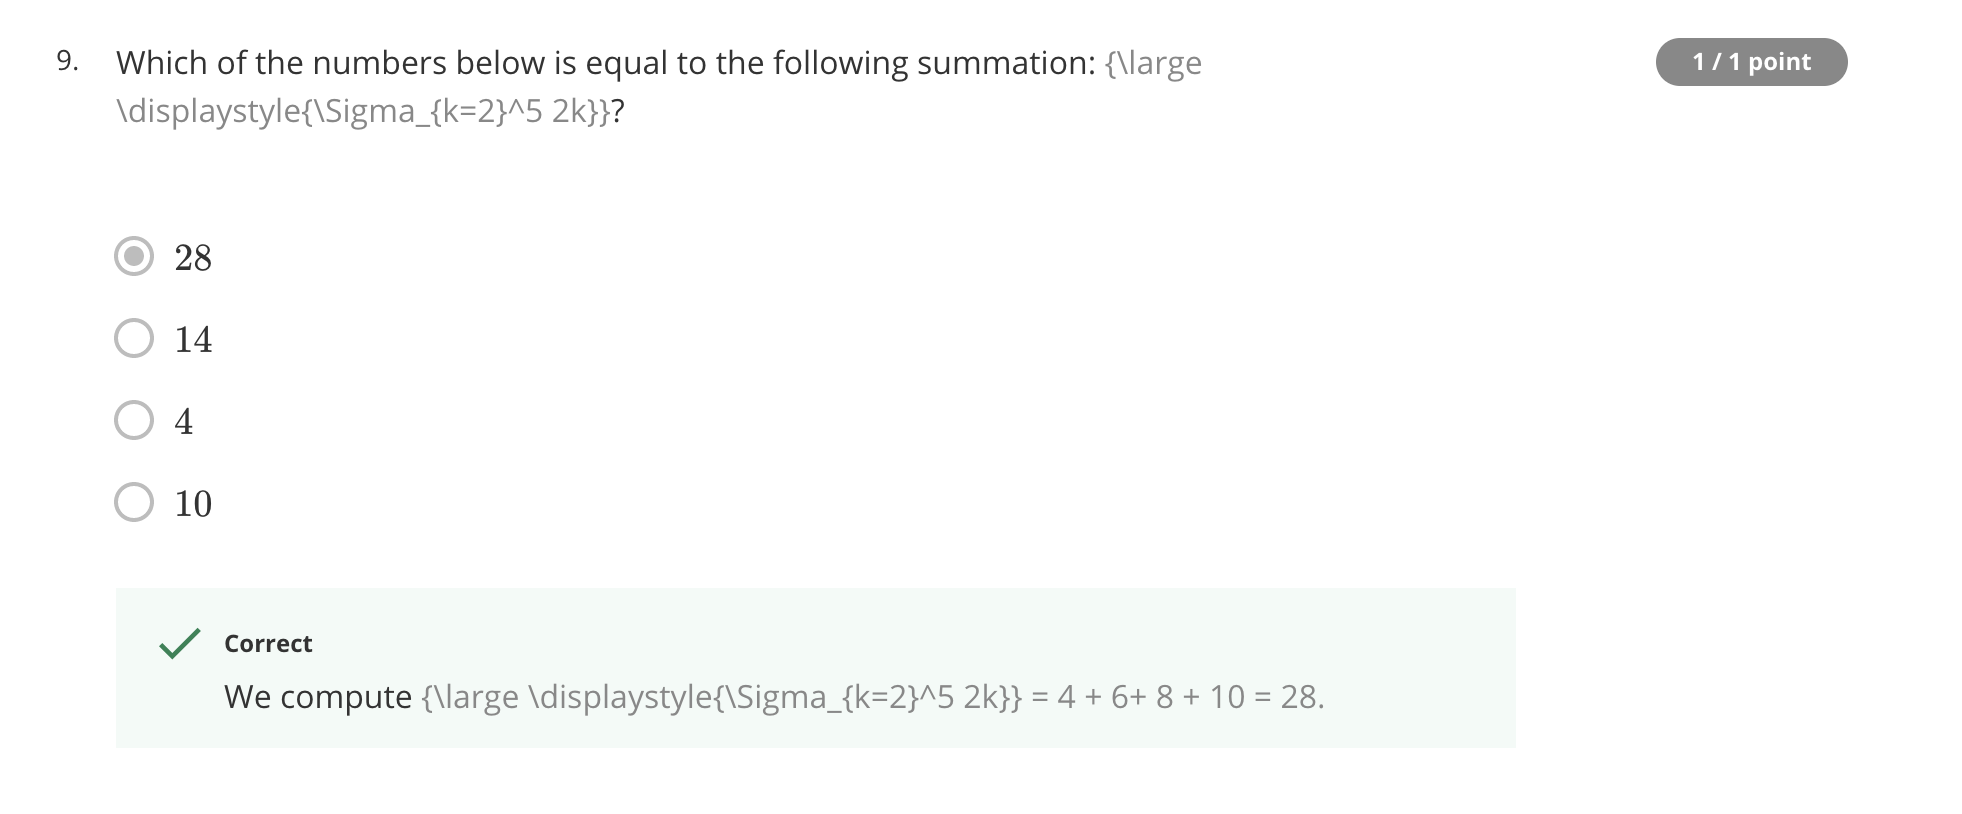 9. Which of the numbers below is equal to the following summation: {\large
1 / 1 point
\displaystyle{\Sigma_{k=2}^5 2k}}?
28
14
4
10
Correct
We compute {\large \displaystyle{\Sigma_{k=2}^5 2k}} = 4 + 6+ 8 + 10 = 28.